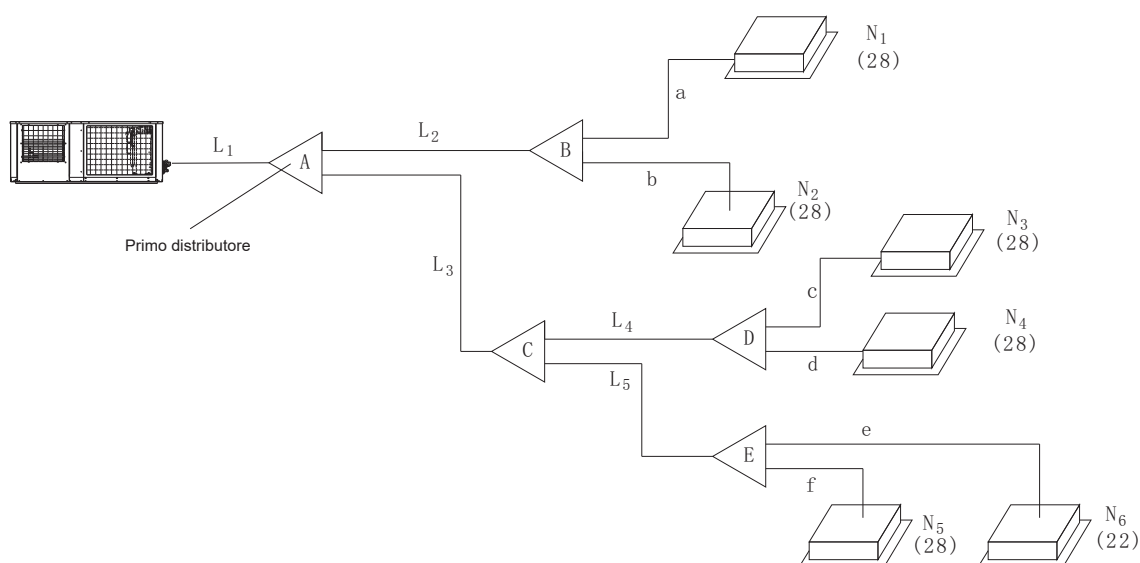 N1
(28)
a
L2
B
L1
A
b
N2
(28)
Primo distributore
N3
(28)
L3
c
L4
D
N4
(28)
C
d
L5
e
E
f
N5
(28)
N6
(22)